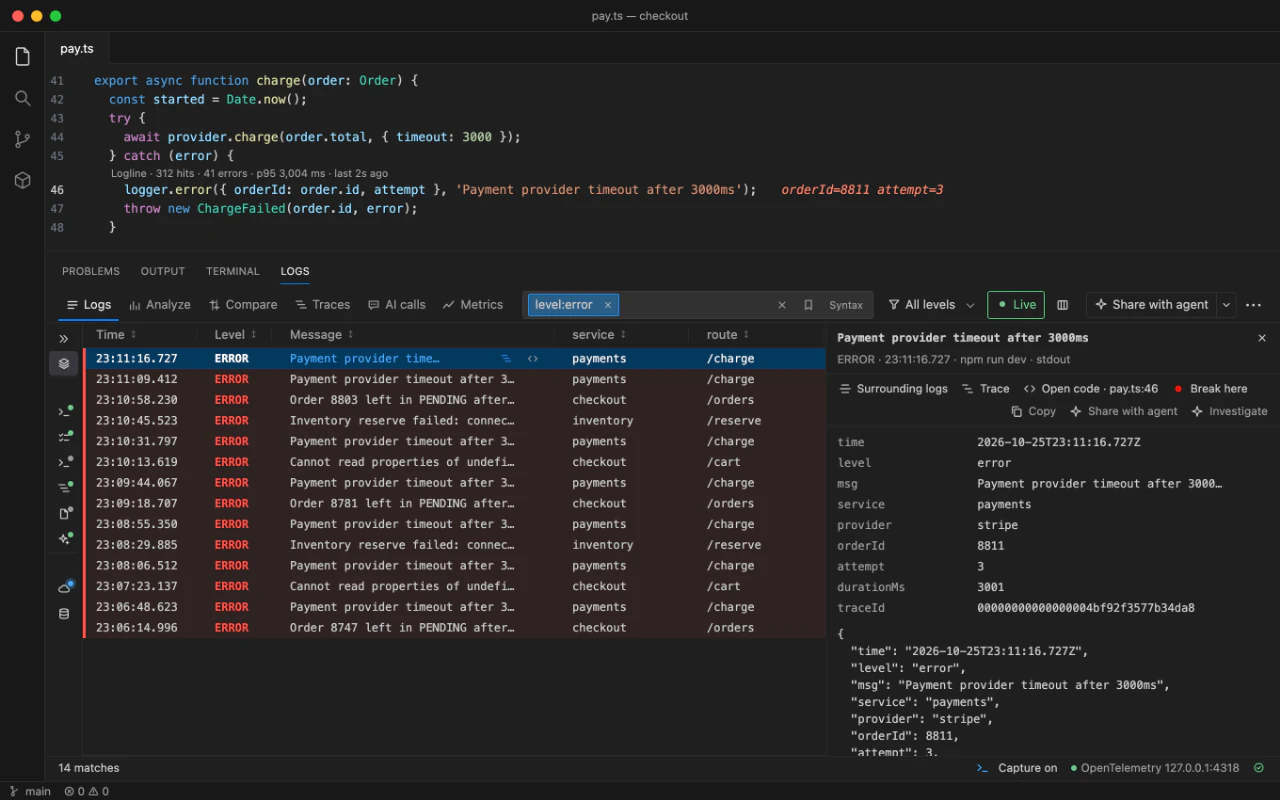 pay.ts — checkout
pay.ts
41 export async function charge(order: Order) {
42 const started = Date.now();
43 try {
44 await provider.charge(order.total, { timeout: 3000 });
45 } catch (error) {
Logline · 312 hits · 41 errors · p95 3,004 ms · last 2s ago
46 logger.error({ orderId: order.id, attempt }, 'Payment provider timeout after 3000ms'); orderId=8811 attempt=3
47 throw new ChargeFailed(order.id, error);
48 }
PROBLEMS OUTPUT TERMINAL LOGS
Logs Analyze Compare Traces AI calls Metrics level:error × × Syntax All levels Live Share with agent ···
Time Level Message service route
23:11:16.727 ERROR Payment provider time… payments /charge
23:11:09.412 ERROR Payment provider timeout after 3… payments /charge
23:10:58.230 ERROR Order 8803 left in PENDING after… checkout /orders
23:10:45.523 ERROR Inventory reserve failed: connec… inventory /reserve
23:10:31.797 ERROR Payment provider timeout after 3… payments /charge
23:10:13.619 ERROR Cannot read properties of undefi… checkout /cart
23:09:44.067 ERROR Payment provider timeout after 3… payments /charge
23:09:18.707 ERROR Order 8781 left in PENDING after… checkout /orders
23:08:55.350 ERROR Payment provider timeout after 3… payments /charge
23:08:29.885 ERROR Inventory reserve failed: connec… inventory /reserve
23:08:06.512 ERROR Payment provider timeout after 3… payments /charge
23:07:23.137 ERROR Cannot read properties of undefi… checkout /cart
23:06:48.623 ERROR Payment provider timeout after 3… payments /charge
23:06:14.996 ERROR Order 8747 left in PENDING after… checkout /orders
Payment provider timeout after 3000ms ×
ERROR · 23:11:16.727 · npm run dev · stdout
Surrounding logs Trace <> Open code · pay.ts:46 Break here
Copy Share with agent Investigate
time 2026-10-25T23:11:16.727Z
level error
msg Payment provider timeout after 3000…
service payments
provider stripe
orderId 8811
attempt 3
durationMs 3001
traceId 00000000000000004bf92f3577b34da8
{
"time": "2026-10-25T23:11:16.727Z",
"level": "error",
"msg": "Payment provider timeout after 3000ms",
"service": "payments",
"provider": "stripe",
"orderId": 8811,
"attempt": 3,
14 matches Capture on OpenTelemetry 127.0.0.1:4318
main 0 0